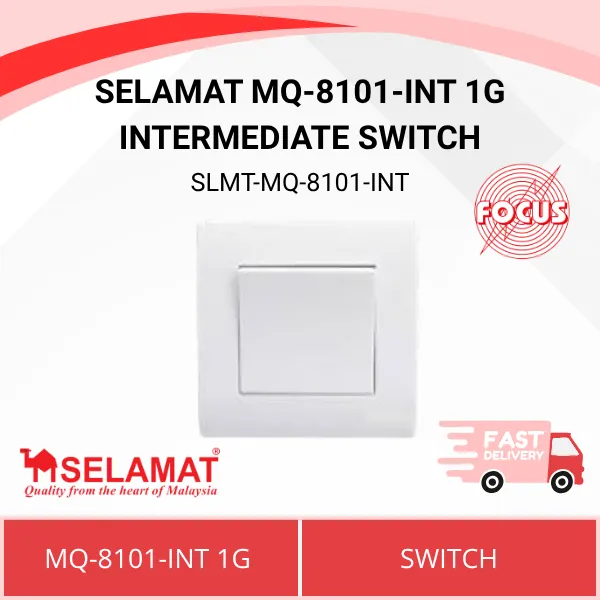 SELAMAT MQ-8101-INT 1G
INTERMEDIATE SWITCH
SLMT-MQ-8101-INT
FOCUS
SELAMAT®
Quality from the heart of Malaysia
FAST
DELIVERY
MQ-8101-INT 1G
SWITCH